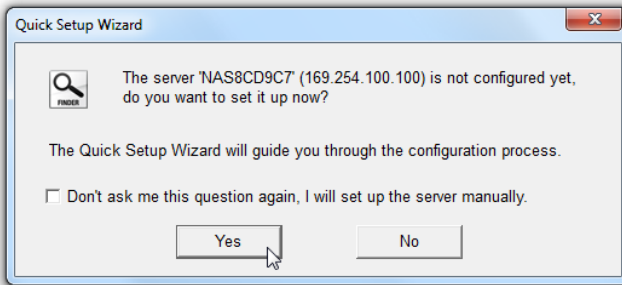 Quick Setup Wizard
FINDER
The server 'NAS8CD9C7' (169.254.100.100) is not configured yet,
do you want to set it up now?
The Quick Setup Wizard will guide you through the configuration process.
Don't ask me this question again, I will set up the server manually.
Yes
No